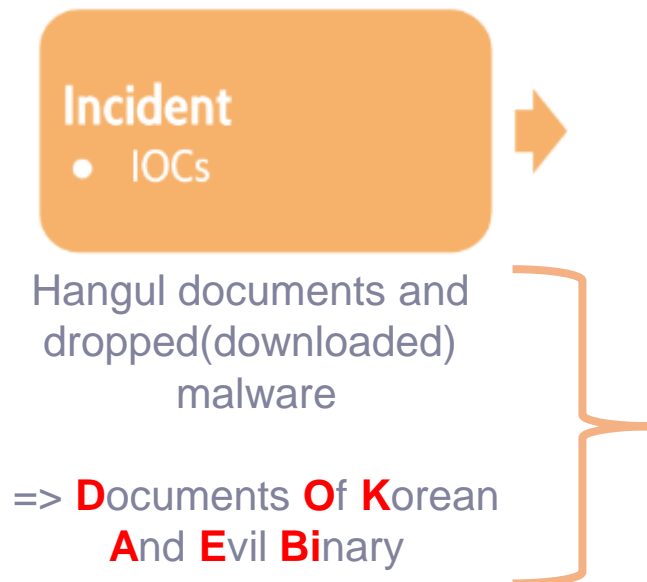 Incident
• IOCs
Hangul documents and
dropped(downloaded)
malware
=> Documents Of Korean
And Evil Binary